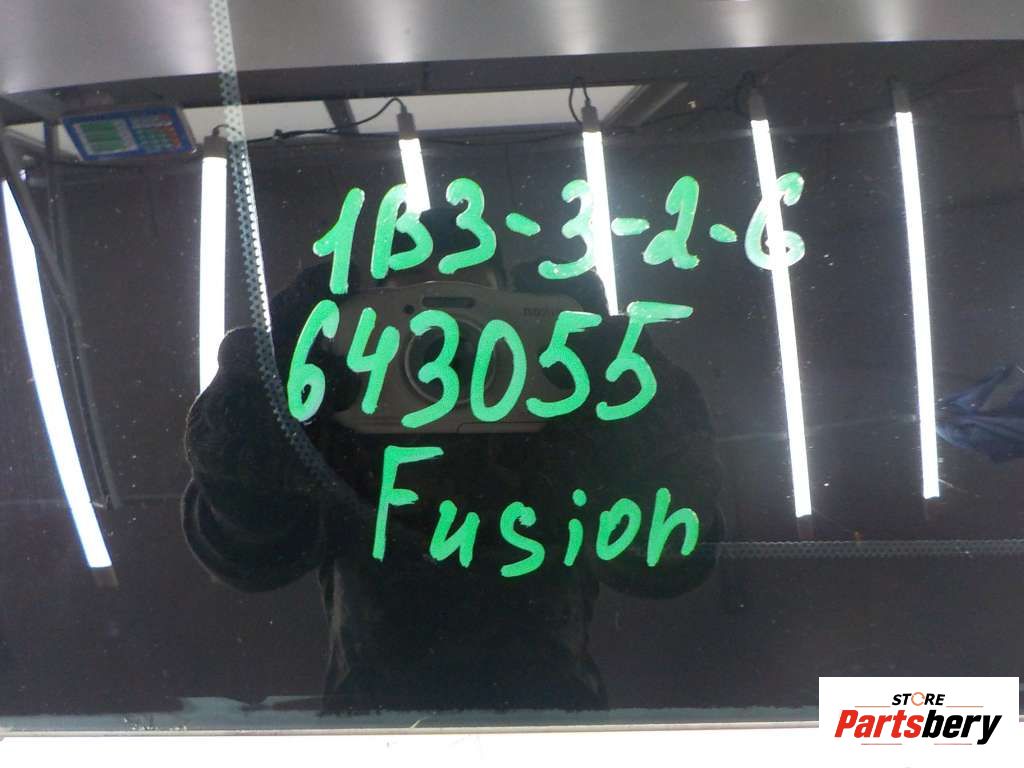 1B3-3-2-6
643055
Fusion
STORE
Partsbery